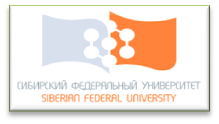 СИБИРСКИЙ ФЕДЕРАЛЬНЫЙ УНИВЕРСИТЕТ
SIBERIAN FEDERAL UNIVERSITY